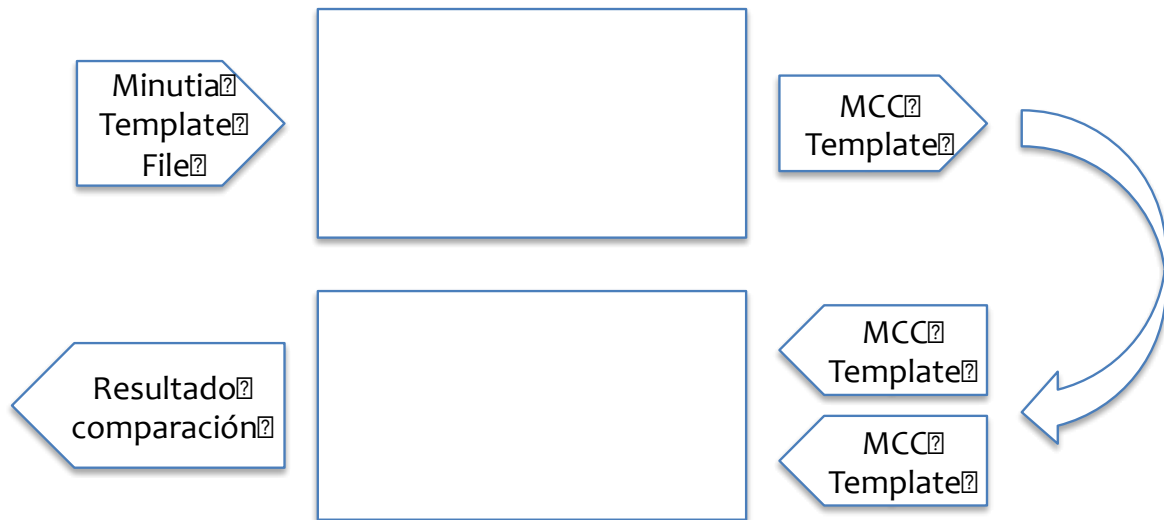 Minutia
Template
File
MCC
Template
MCC
Template
Resultado
comparación
MCC
Template